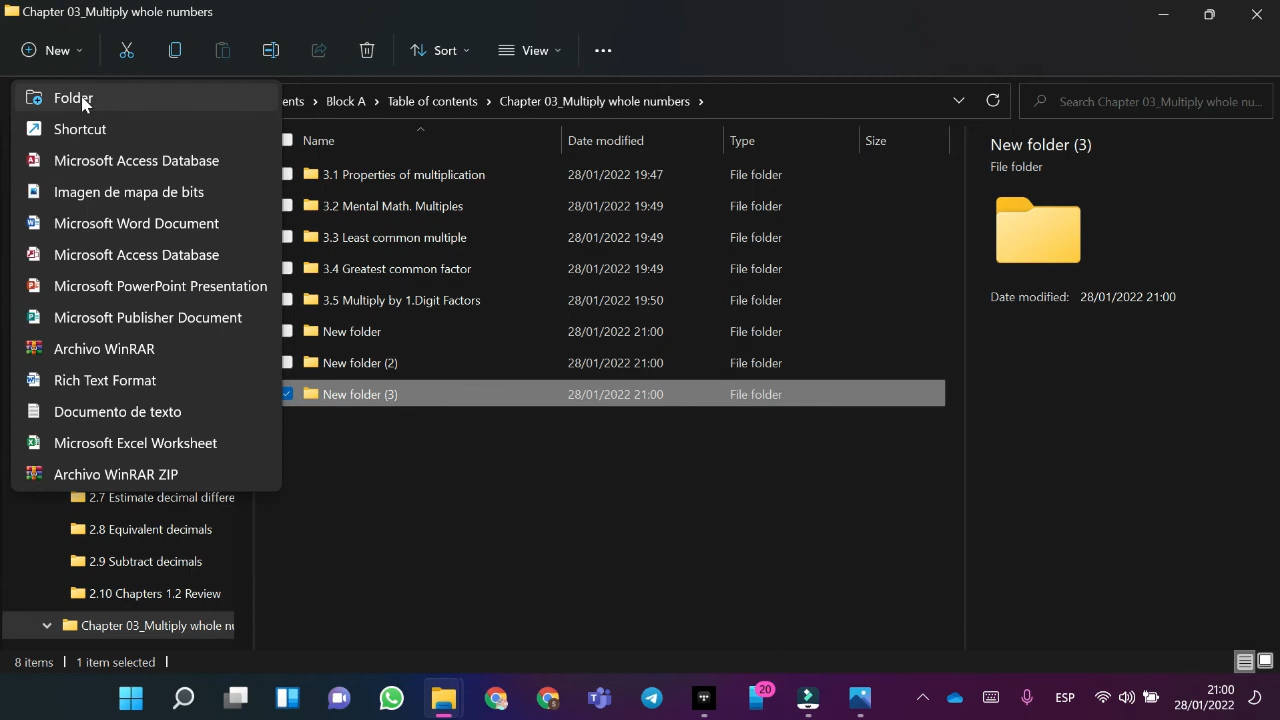 Chapter 03_Multiply whole numbers
New
Sort
View
Folder
Shortcut
Microsoft Access Database
Imagen de mapa de bits
Microsoft Word Document
Microsoft Access Database
Microsoft PowerPoint Presentation
Microsoft Publisher Document
Archivo WinRAR
Rich Text Format
Documento de texto
Microsoft Excel Worksheet
Archivo WinRAR ZIP
ents > Block A > Table of contents > Chapter 03_Multiply whole numbers >
Search Chapter 03_Multiply whole nu...
Name Date modified Type Size
3.1 Properties of multiplication 28/01/2022 19:47 File folder
3.2 Mental Math. Multiples 28/01/2022 19:49 File folder
3.3 Least common multiple 28/01/2022 19:49 File folder
3.4 Greatest common factor 28/01/2022 19:49 File folder
3.5 Multiply by 1.Digit Factors 28/01/2022 19:50 File folder
New folder 28/01/2022 21:00 File folder
New folder (2) 28/01/2022 21:00 File folder
New folder (3) 28/01/2022 21:00 File folder
New folder (3)
File folder
Date modified: 28/01/2022 21:00
2.7 Estimate decimal differe
2.8 Equivalent decimals
2.9 Subtract decimals
2.10 Chapters 1.2 Review
Chapter 03_Multiply whole nu
8 items 1 item selected
20
ESP
21:00
28/01/2022